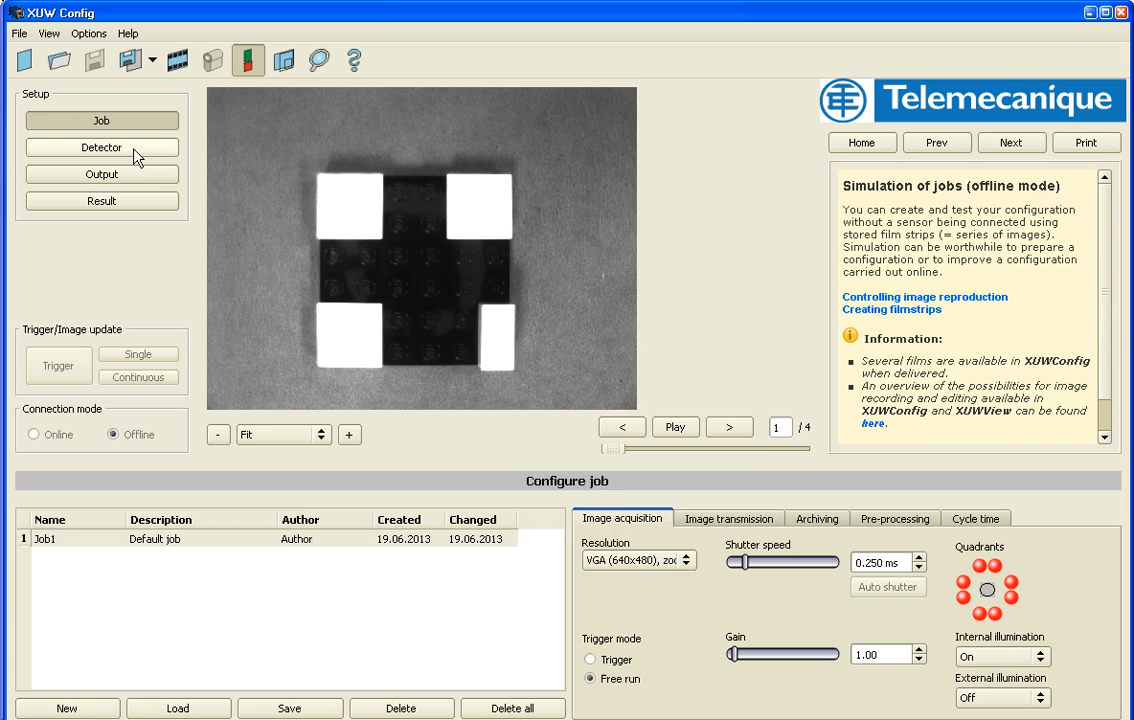 XUW Config
File View Options Help
Setup
Job
Detector
Output
Result
Trigger/Image update
Trigger
Single
Continuous
Connection mode
Online
Offline
- Fit +
< Play > 1 / 4
Telemecanique
Home Prev Next Print
Simulation of jobs (offline mode)
You can create and test your configuration
without a sensor being connected using
stored film strips (= series of images).
Simulation can be worthwhile to prepare a
configuration or to improve a configuration
carried out online.
Controlling image reproduction
Creating filmstrips
Information:
Several films are available in XUWConfig
when delivered.
An overview of the possibilities for image
recording and editing available in
XUWConfig and XUWView can be found
here.
Configure job
Name Description Author Created Changed
1 Job1 Default job Author 19.06.2013 19.06.2013
New Load Save Delete Delete all
Image acquisition Image transmission Archiving Pre-processing Cycle time
Resolution
VGA (640x480), zoo
Shutter speed
0.250 ms
Auto shutter
Quadrants
Trigger mode
Trigger
Free run
Gain
1.00
Internal illumination
On
External illumination
Off